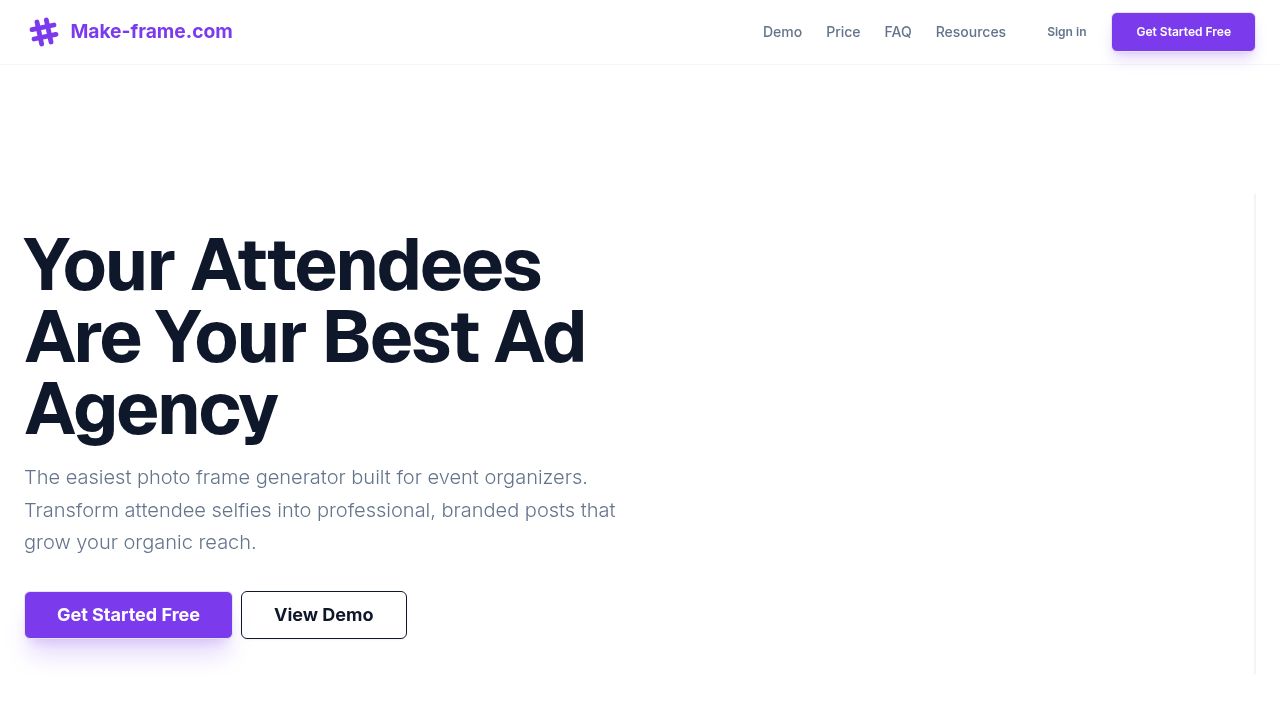 Make-frame.com
Demo
Price
FAQ
Resources
Sign in
Get Started Free
Your Attendees
Are Your Best Ad
Agency
The easiest photo frame generator built for event organizers.
Transform attendee selfies into professional, branded posts that
grow your organic reach.
Get Started Free
View Demo